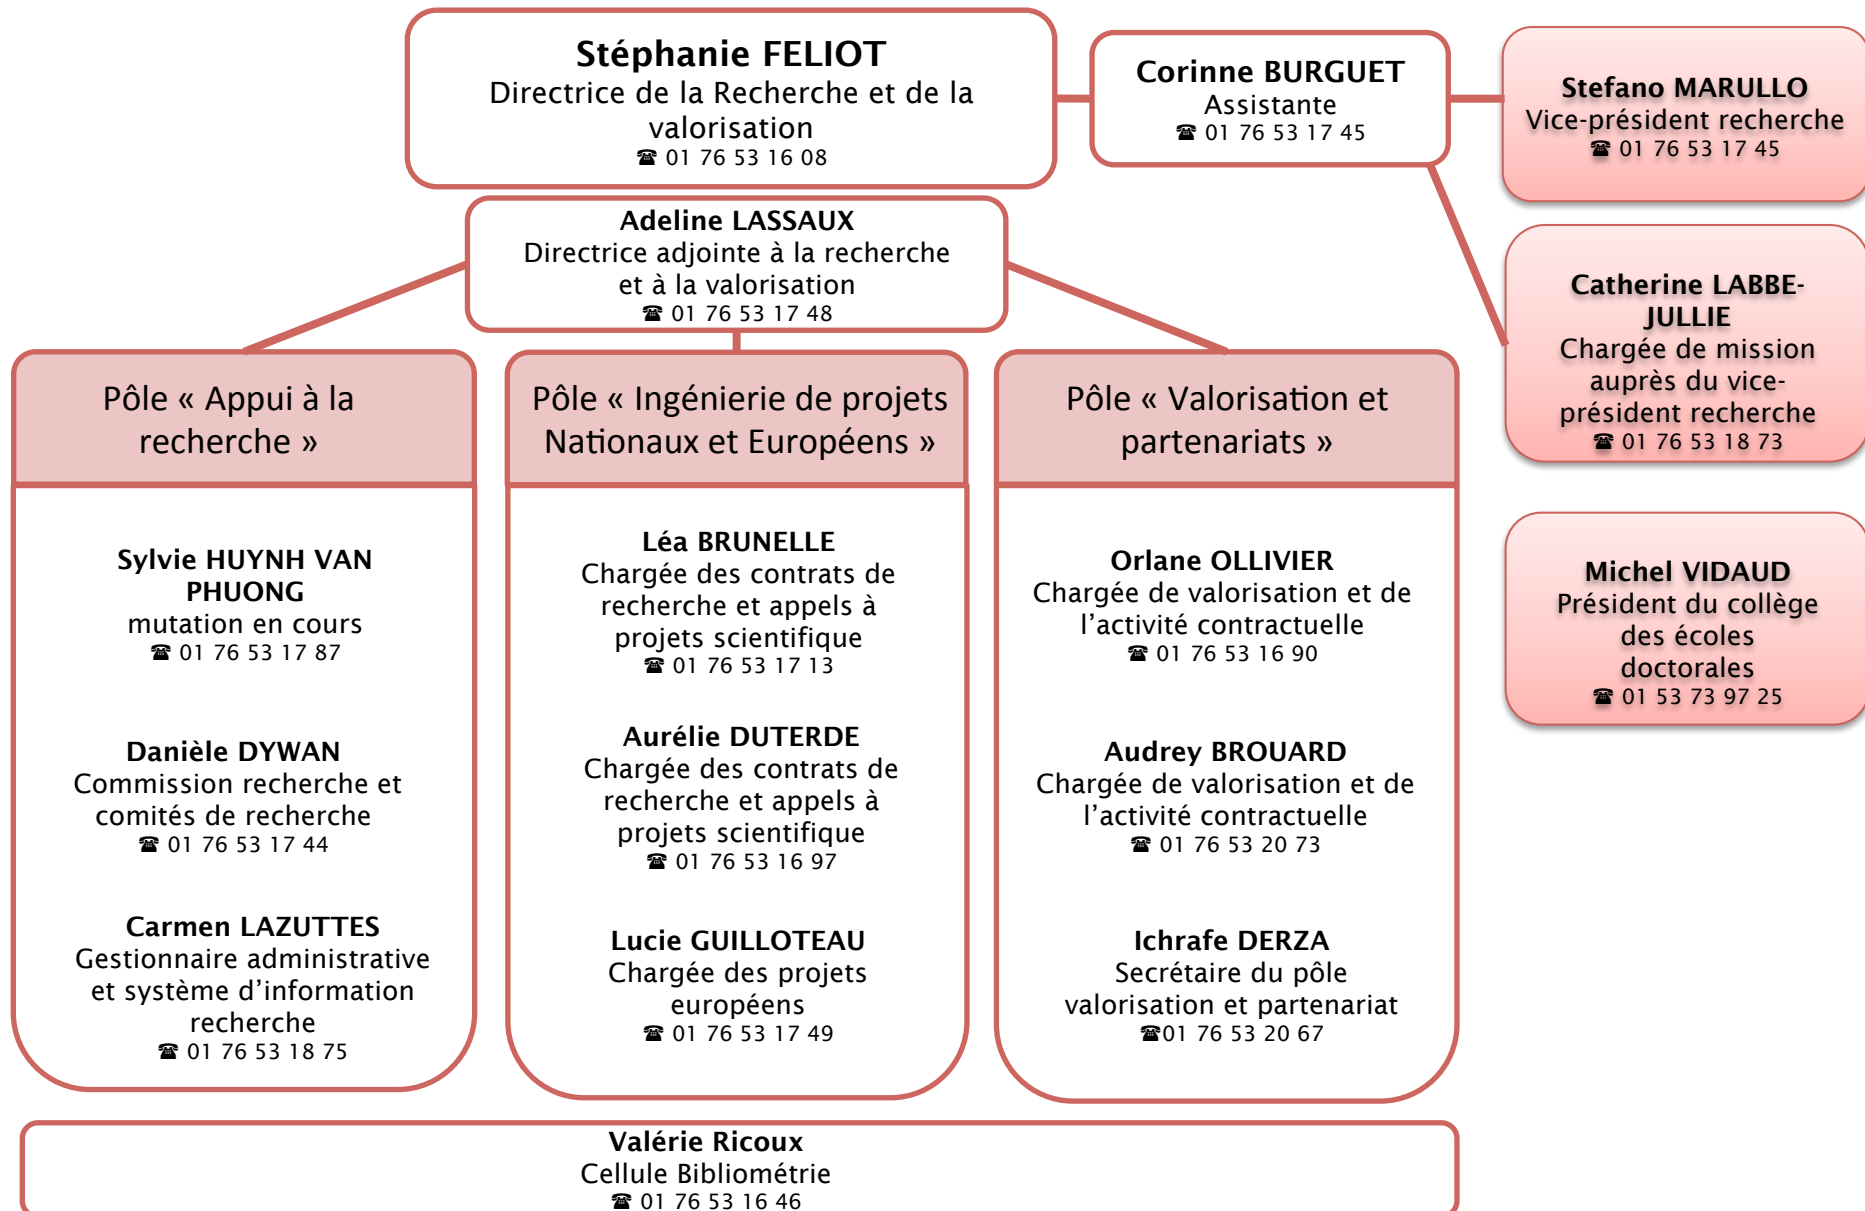 Stéphanie FELIOT
Directrice de la Recherche et de la
valorisation
☎ 01 76 53 16 08
Corinne BURGUET
Assistante
☎ 01 76 53 17 45
Stefano MARULLO
Vice-président recherche
☎ 01 76 53 17 45
Adeline LASSAUX
Directrice adjointe à la recherche
et à la valorisation
☎ 01 76 53 17 48
Catherine LABBE-
JULLIE
Chargée de mission
auprès du vice-
président recherche
☎ 01 76 53 18 73
Michel VIDAUD
Président du collège
des écoles
doctorales
☎ 01 53 73 97 25
Pôle « Appui à la
recherche »
Sylvie HUYNH VAN
PHUONG
mutation en cours
☎ 01 76 53 17 87
Danièle DYWAN
Commission recherche et
comités de recherche
☎ 01 76 53 17 44
Carmen LAZUTTES
Gestionnaire administrative
et système d’information
recherche
☎ 01 76 53 18 75
Pôle « Ingénierie de projets
Nationaux et Européens »
Léa BRUNELLE
Chargée des contrats de
recherche et appels à
projets scientifique
☎ 01 76 53 17 13
Aurélie DUTERDE
Chargée des contrats de
recherche et appels à
projets scientifique
☎ 01 76 53 16 97
Lucie GUILLOTEAU
Chargée des projets
européens
☎ 01 76 53 17 49
Pôle « Valorisation et
partenariats »
Orlane OLLIVIER
Chargée de valorisation et de
l’activité contractuelle
☎ 01 76 53 16 90
Audrey BROUARD
Chargée de valorisation et de
l’activité contractuelle
☎ 01 76 53 20 73
Ichrafe DERZA
Secrétaire du pôle
valorisation et partenariat
☎01 76 53 20 67
Valérie Ricoux
Cellule Bibliométrie
☎ 01 76 53 16 46